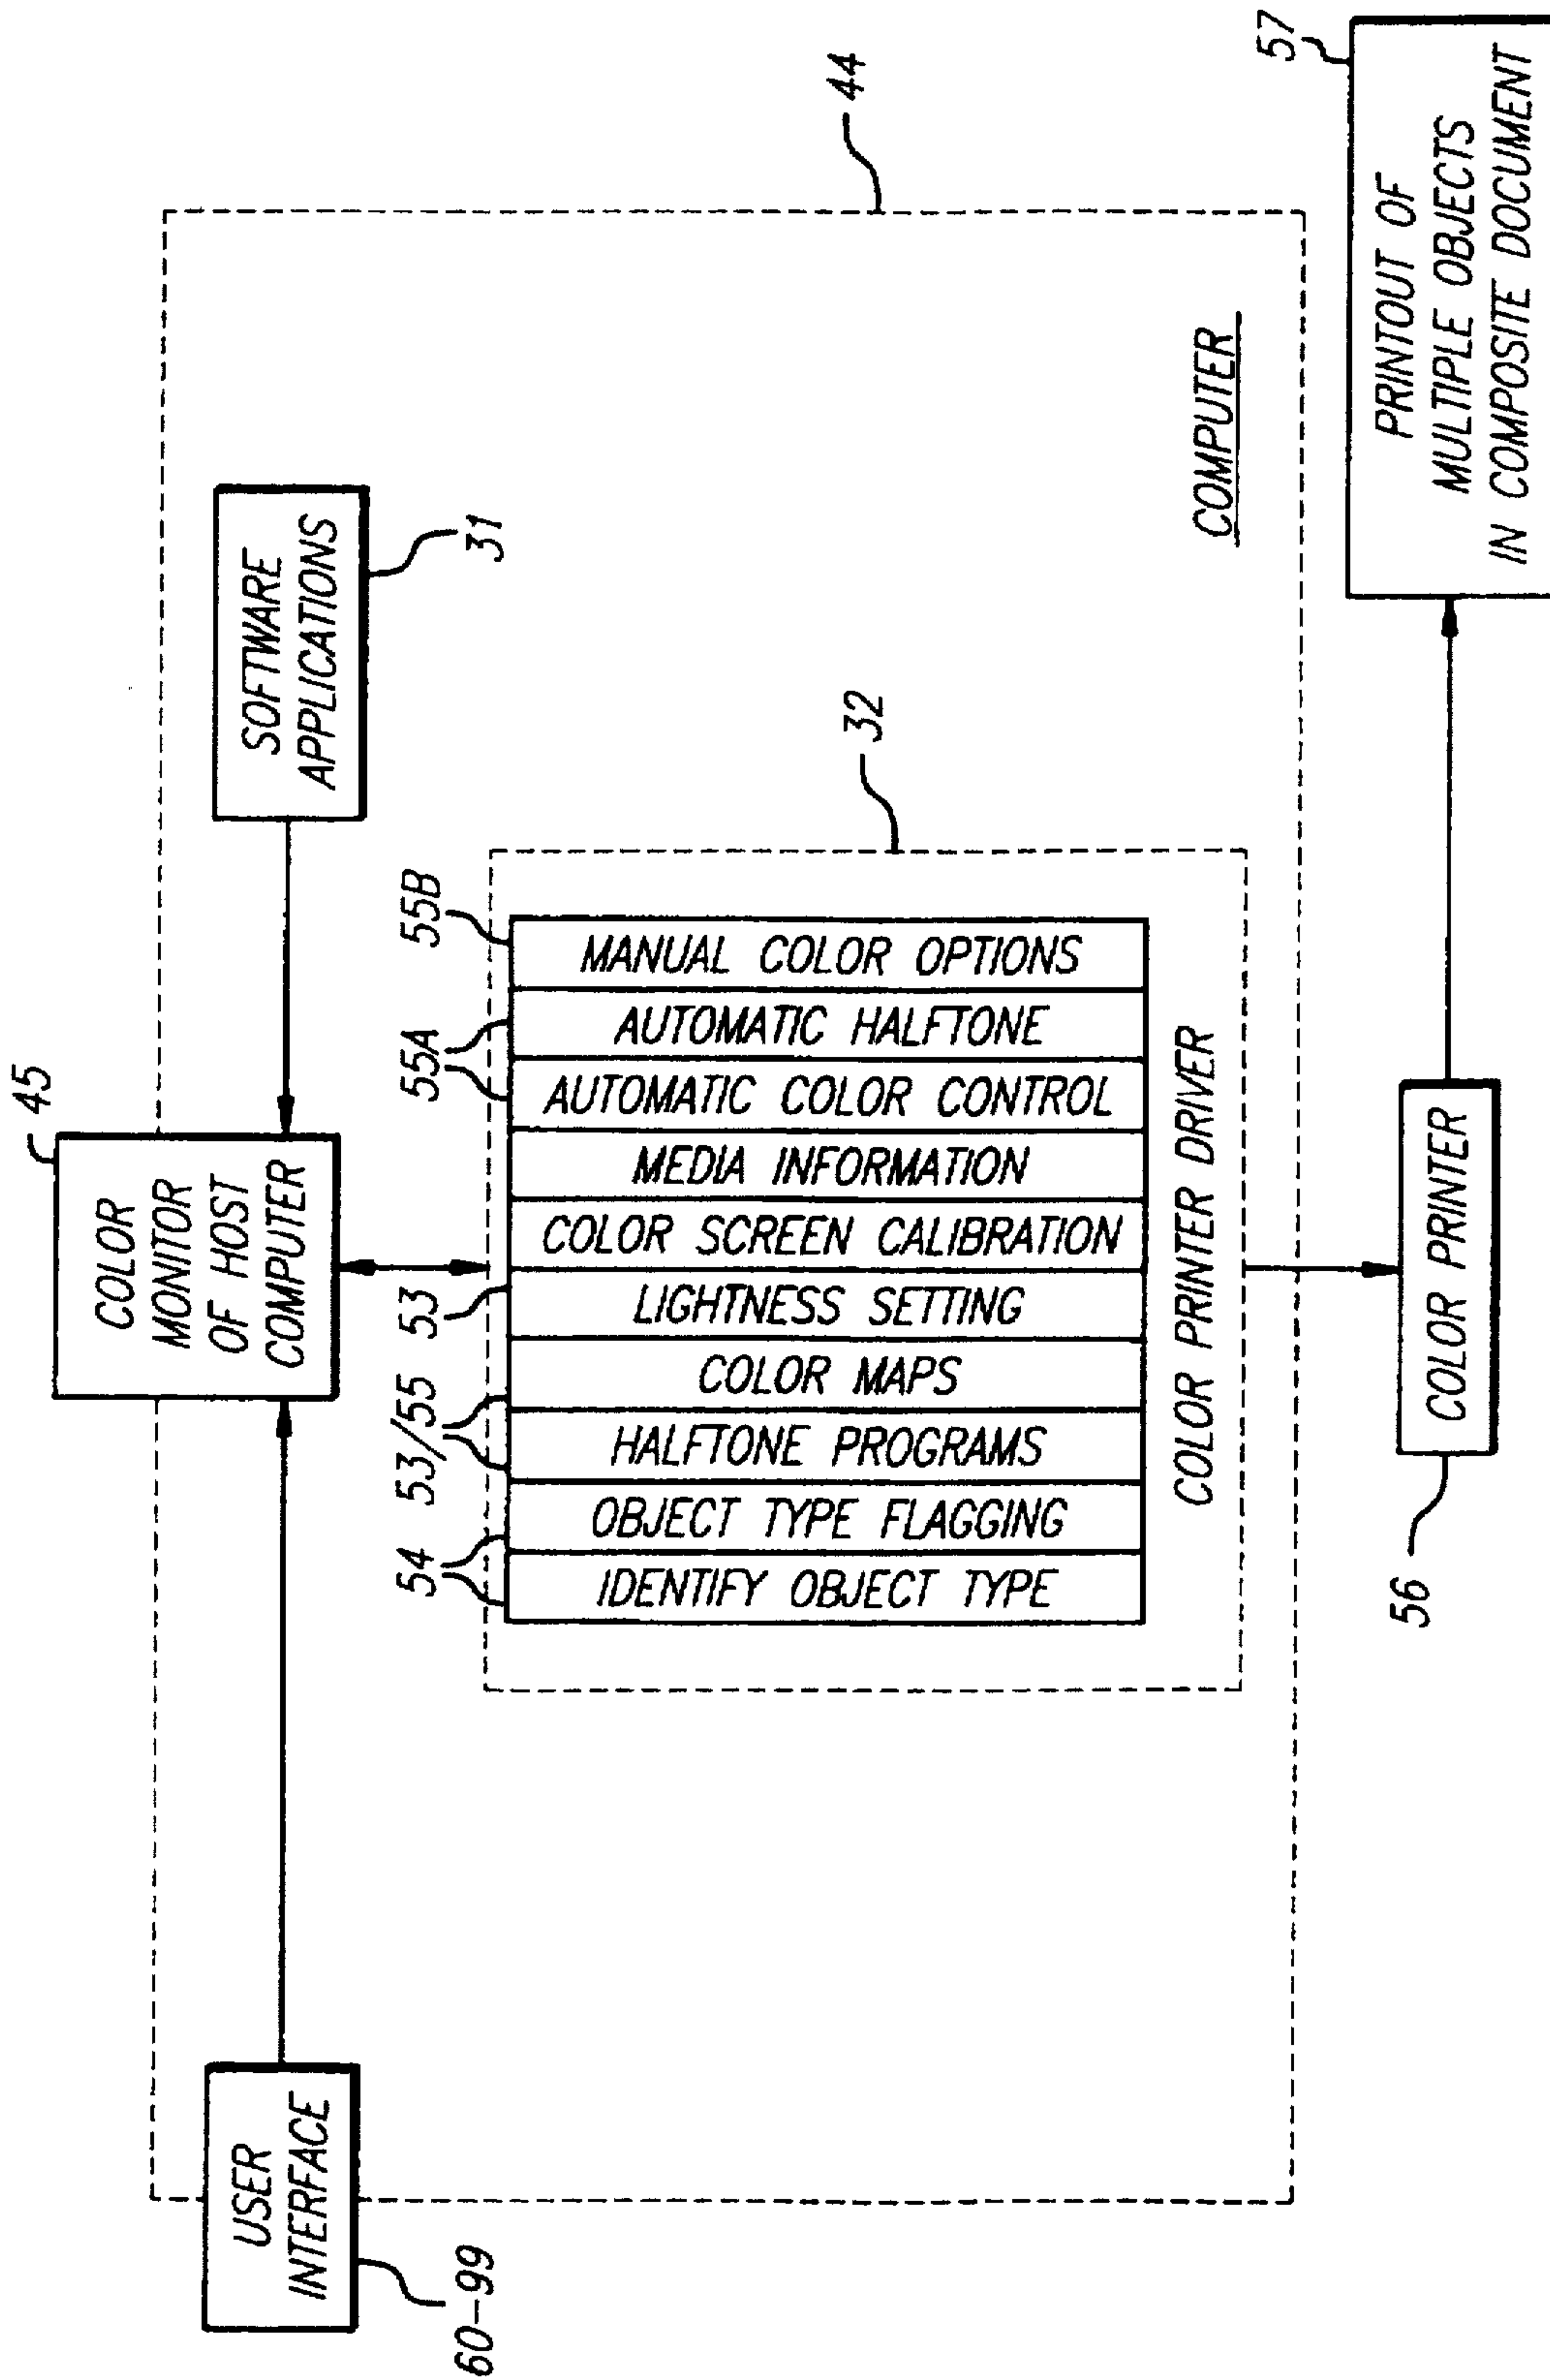 45
COLOR
MONITOR
OF HOST
COMPUTER
USER
INTERFACE
60-99
SOFTWARE
APPLICATIONS
31
44
54
53/55
53
55A
55B
32
IDENTIFY OBJECT TYPE
OBJECT TYPE FLAGGING
HALFTONE PROGRAMS
COLOR MAPS
LIGHTNESS SETTING
COLOR SCREEN CALIBRATION
MEDIA INFORMATION
AUTOMATIC COLOR CONTROL
AUTOMATIC HALFTONE
MANUAL COLOR OPTIONS
COLOR PRINTER DRIVER
COMPUTER
56
COLOR PRINTER
57
PRINTOUT OF
MULTIPLE OBJECTS
IN COMPOSITE DOCUMENT